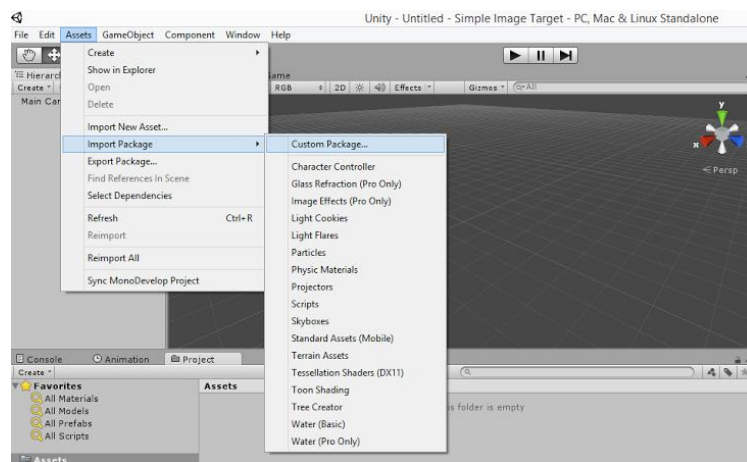 Unity - Untitled - Simple Image Target - PC, Mac & Linux Standalone
File Edit Assets GameObject Component Window Help
Create
Show in Explorer
Open
Delete
Import New Asset...
Import Package
Export Package...
Find References In Scene
Select Dependencies
Refresh Ctrl+R
Reimport
Reimport All
Sync MonoDevelop Project
Custom Package...
Character Controller
Glass Refraction (Pro Only)
Image Effects (Pro Only)
Light Cookies
Light Flares
Particles
Physic Materials
Projectors
Scripts
Skyboxes
Standard Assets (Mobile)
Terrain Assets
Tessellation Shaders (DX11)
Toon Shading
Tree Creator
Water (Basic)
Water (Pro Only)
Hierarc
Create
Main Car
ame
RGB 2D Effects Gizmos All
y
x
Persp
Console Animation Project
Create
Favorites
All Materials
All Models
All Prefabs
All Scripts
Assets
Assets
is folder is empty